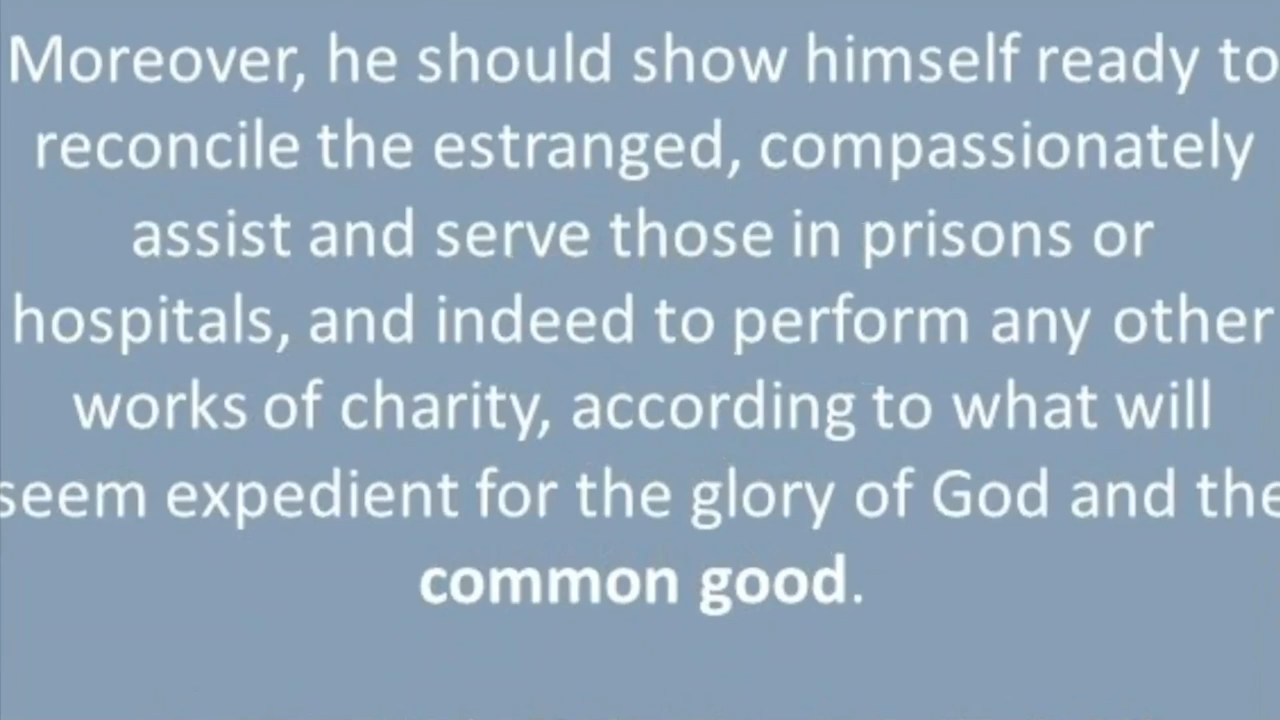 Moreover, he should show himself ready to
reconcile the estranged, compassionately
assist and serve those in prisons or
hospitals, and indeed to perform any other
works of charity, according to what will
seem expedient for the glory of God and the
common good.